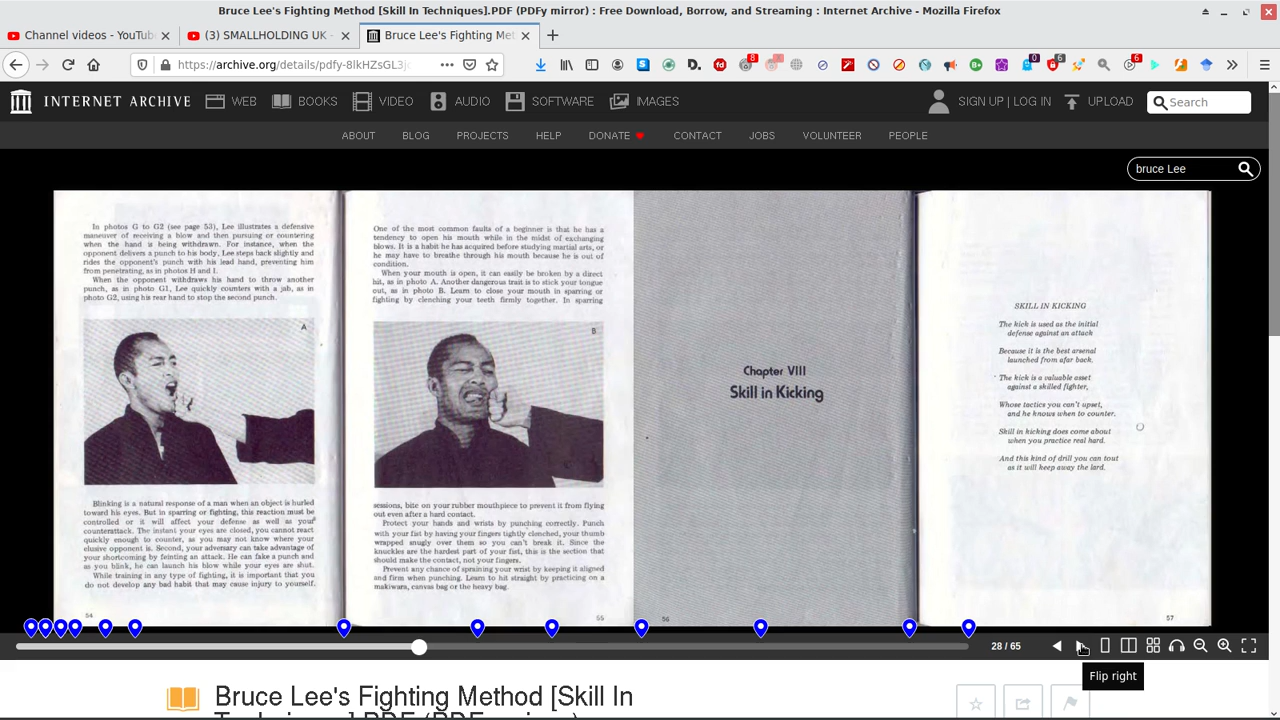 Bruce Lee's Fighting Method [Skill In Techniques].PDF (PDFy mirror) : Free Download, Borrow, and Streaming : Internet Archive - Mozilla Firefox
Channel videos - YouTube
(3) SMALLHOLDING UK -
Bruce Lee's Fighting Met
https://archive.org/details/pdfy-8lkHZsGL3j
8
0
6
6
INTERNET ARCHIVE
WEB
BOOKS
VIDEO
AUDIO
SOFTWARE
IMAGES
SIGN UP | LOG IN
UPLOAD
Search
ABOUT
BLOG
PROJECTS
HELP
DONATE
CONTACT
JOBS
VOLUNTEER
PEOPLE
bruce Lee
In photos G to G2 (see page 53), Lee illustrates a defensive
maneuver of receiving a blow and then pursuing or countering
when the hand is being withdrawn. For instance, when the
opponent delivers a punch to his body, Lee steps back slightly and
rides the opponent's punch with his lead hand, preventing him
from penetrating, as in photos H and I.
When the opponent withdraws his hand to throw another
punch, as in photo G1, Lee quickly counters with a jab, as in
photo G2, using his rear hand to stop the second punch.
A
Blinking is a natural response of a man when an object is hurled
toward his eyes. But in sparring or fighting, this reaction must be
controlled or it will affect your defense as well as your
counterattack. The instant your eyes are closed, you cannot react
quickly enough to counter, as you may not know where your
elusive opponent is. Second, your adversary can take advantage of
your shortcoming by feinting an attack. He can fake a punch and
as you blink, he can launch his blow while your eyes are shut.
While training in any type of fighting, it is important that you
do not develop any bad habit that may cause injury to yourself.
54
One of the most common faults of a beginner is that he has a
tendency to open his mouth while in the midst of exchanging
blows. It is a habit he has acquired before studying martial arts, or
he may have to breathe through his mouth because he is out of
condition.
When your mouth is open, it can easily be broken by a direct
hit, as in photo A. Another dangerous trait is to stick your tongue
out, as in photo B. Learn to close your mouth in sparring or
fighting by clenching your teeth firmly together. In sparring
B
sessions, bite on your rubber mouthpiece to prevent it from flying
out even after a hard contact.
Protect your hands and wrists by punching correctly. Punch
with your fist by having your fingers tightly clenched, your thumb
wrapped snugly over them so you can't break it. Since the
knuckles are the hardest part of your fist, this is the section that
should make the contact, not your fingers.
Prevent any chance of spraining your wrist by keeping it aligned
and firm when punching. Learn to hit straight by practicing on a
makiwara, canvas bag or the heavy bag.
55
Chapter VIII
Skill in Kicking
56
SKILL IN KICKING
The kick is used as the initial
defense against an attack
Because it is the best arsenal
launched from afar back.
The kick is a valuable asset
against a skilled fighter,
Whose tactics you can't upset,
and he knows when to counter.
Skill in kicking does come about
when you practice real hard.
And this kind of drill you can tout
as it will keep away the lard.
57
28 / 65
Flip right
Bruce Lee's Fighting Method [Skill In
Techniques].PDF (PDFy mirror)